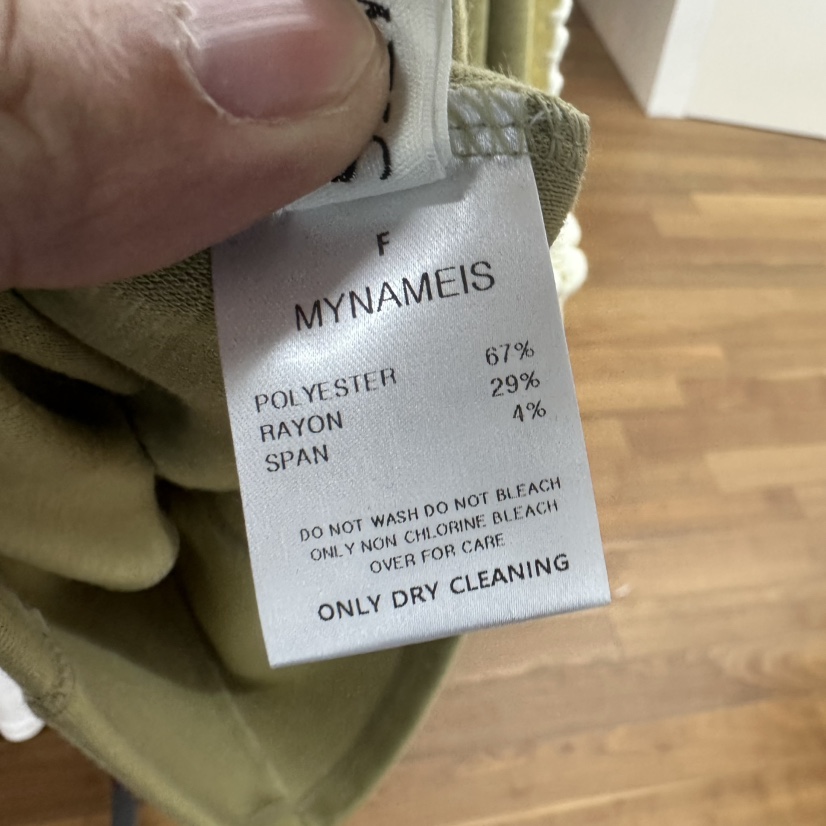 F
MYNAMEIS
POLYESTER 67%
RAYON 29%
SPAN 4%
DO NOT WASH DO NOT BLEACH
ONLY NON CHLORINE BLEACH
OVER FOR CARE
ONLY DRY CLEANING